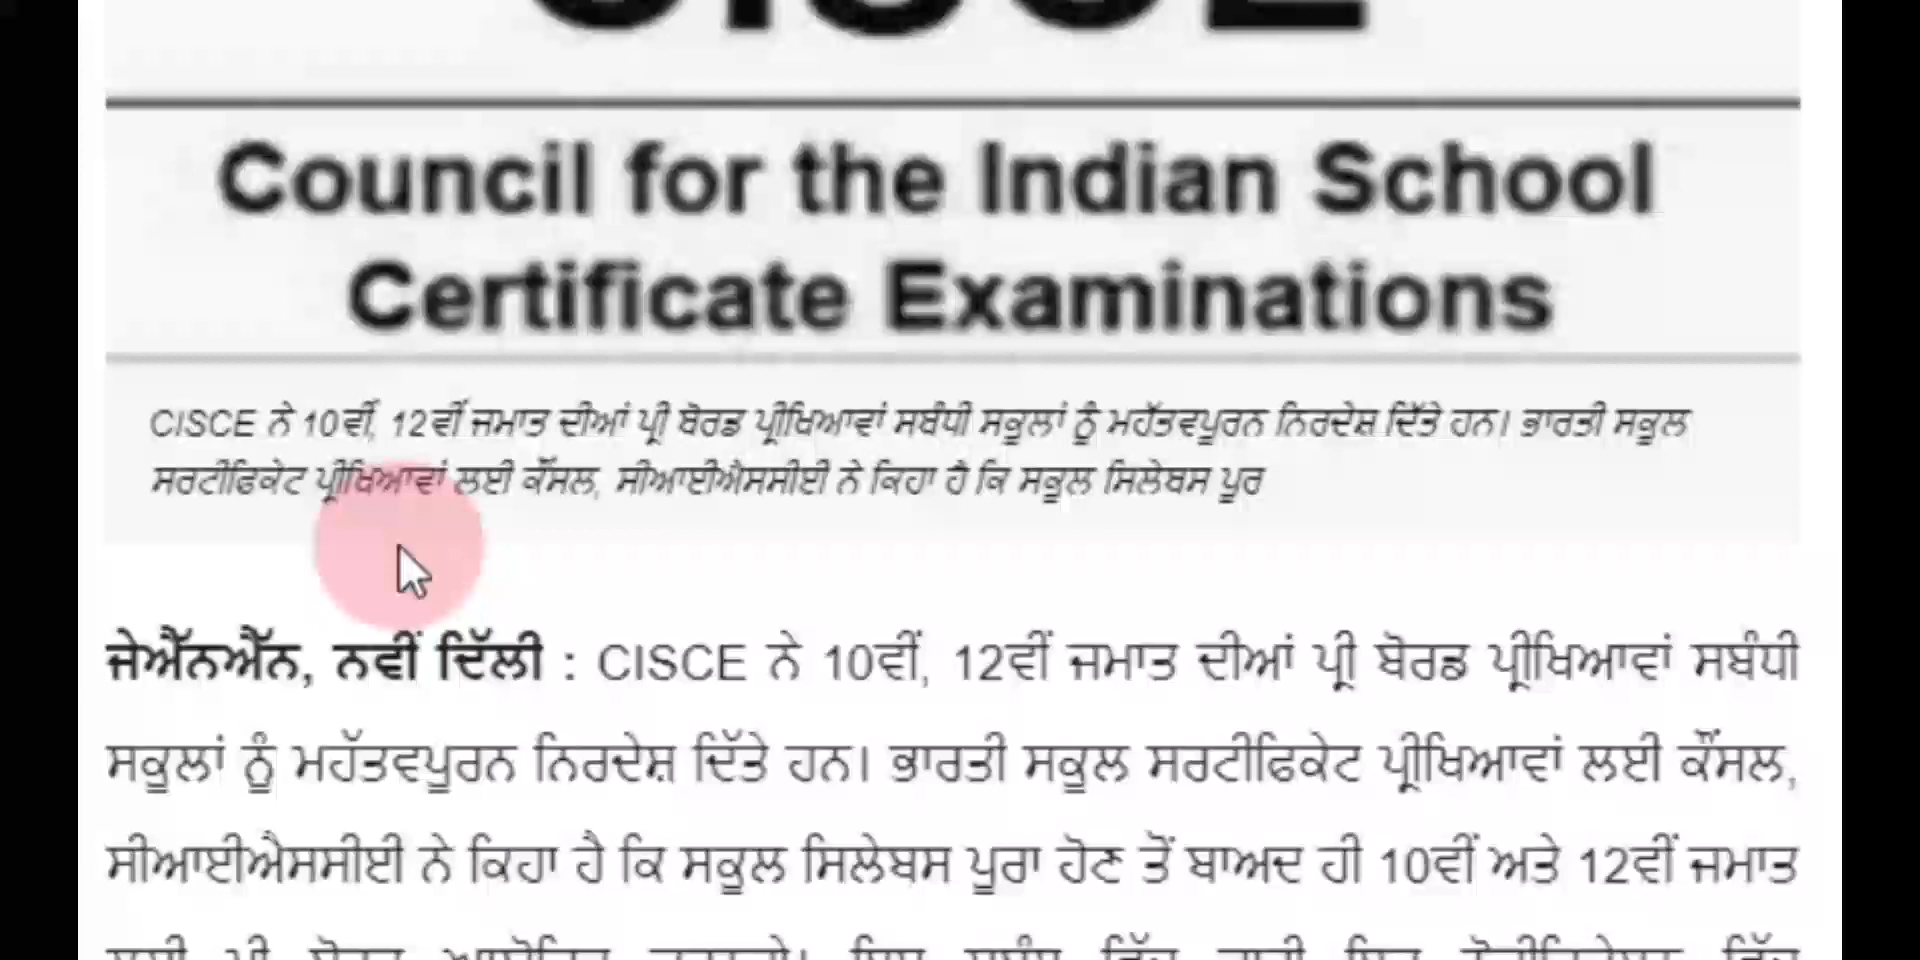 CISCE
Council for the Indian School
Certificate Examinations
CISCE ਨੇ 10ਵੀਂ, 12ਵੀਂ ਜਮਾਤ ਦੀਆਂ ਪ੍ਰੀ ਬੋਰਡ ਪ੍ਰੀਖਿਆਵਾਂ ਸਬੰਧੀ ਸਕੂਲਾਂ ਨੂੰ ਮਹੱਤਵਪੂਰਨ ਨਿਰਦੇਸ਼ ਦਿੱਤੇ ਹਨ। ਭਾਰਤੀ ਸਕੂਲ
ਸਰਟੀਫਿਕੇਟ ਪ੍ਰੀਖਿਆਵਾਂ ਲਈ ਕੌਂਸਲ, ਸੀਆਈਐਸਸੀਈ ਨੇ ਕਿਹਾ ਹੈ ਕਿ ਸਕੂਲ ਸਿਲੇਬਸ ਪੂਰ
ਜੇਐੱਨਐੱਨ, ਨਵੀਂ ਦਿੱਲੀ : CISCE ਨੇ 10ਵੀਂ, 12ਵੀਂ ਜਮਾਤ ਦੀਆਂ ਪ੍ਰੀ ਬੋਰਡ ਪ੍ਰੀਖਿਆਵਾਂ ਸਬੰਧੀ
ਸਕੂਲਾਂ ਨੂੰ ਮਹੱਤਵਪੂਰਨ ਨਿਰਦੇਸ਼ ਦਿੱਤੇ ਹਨ। ਭਾਰਤੀ ਸਕੂਲ ਸਰਟੀਫਿਕੇਟ ਪ੍ਰੀਖਿਆਵਾਂ ਲਈ ਕੌਂਸਲ,
ਸੀਆਈਐਸਸੀਈ ਨੇ ਕਿਹਾ ਹੈ ਕਿ ਸਕੂਲ ਸਿਲੇਬਸ ਪੂਰਾ ਹੋਣ ਤੋਂ ਬਾਅਦ ਹੀ 10ਵੀਂ ਅਤੇ 12ਵੀਂ ਜਮਾਤ